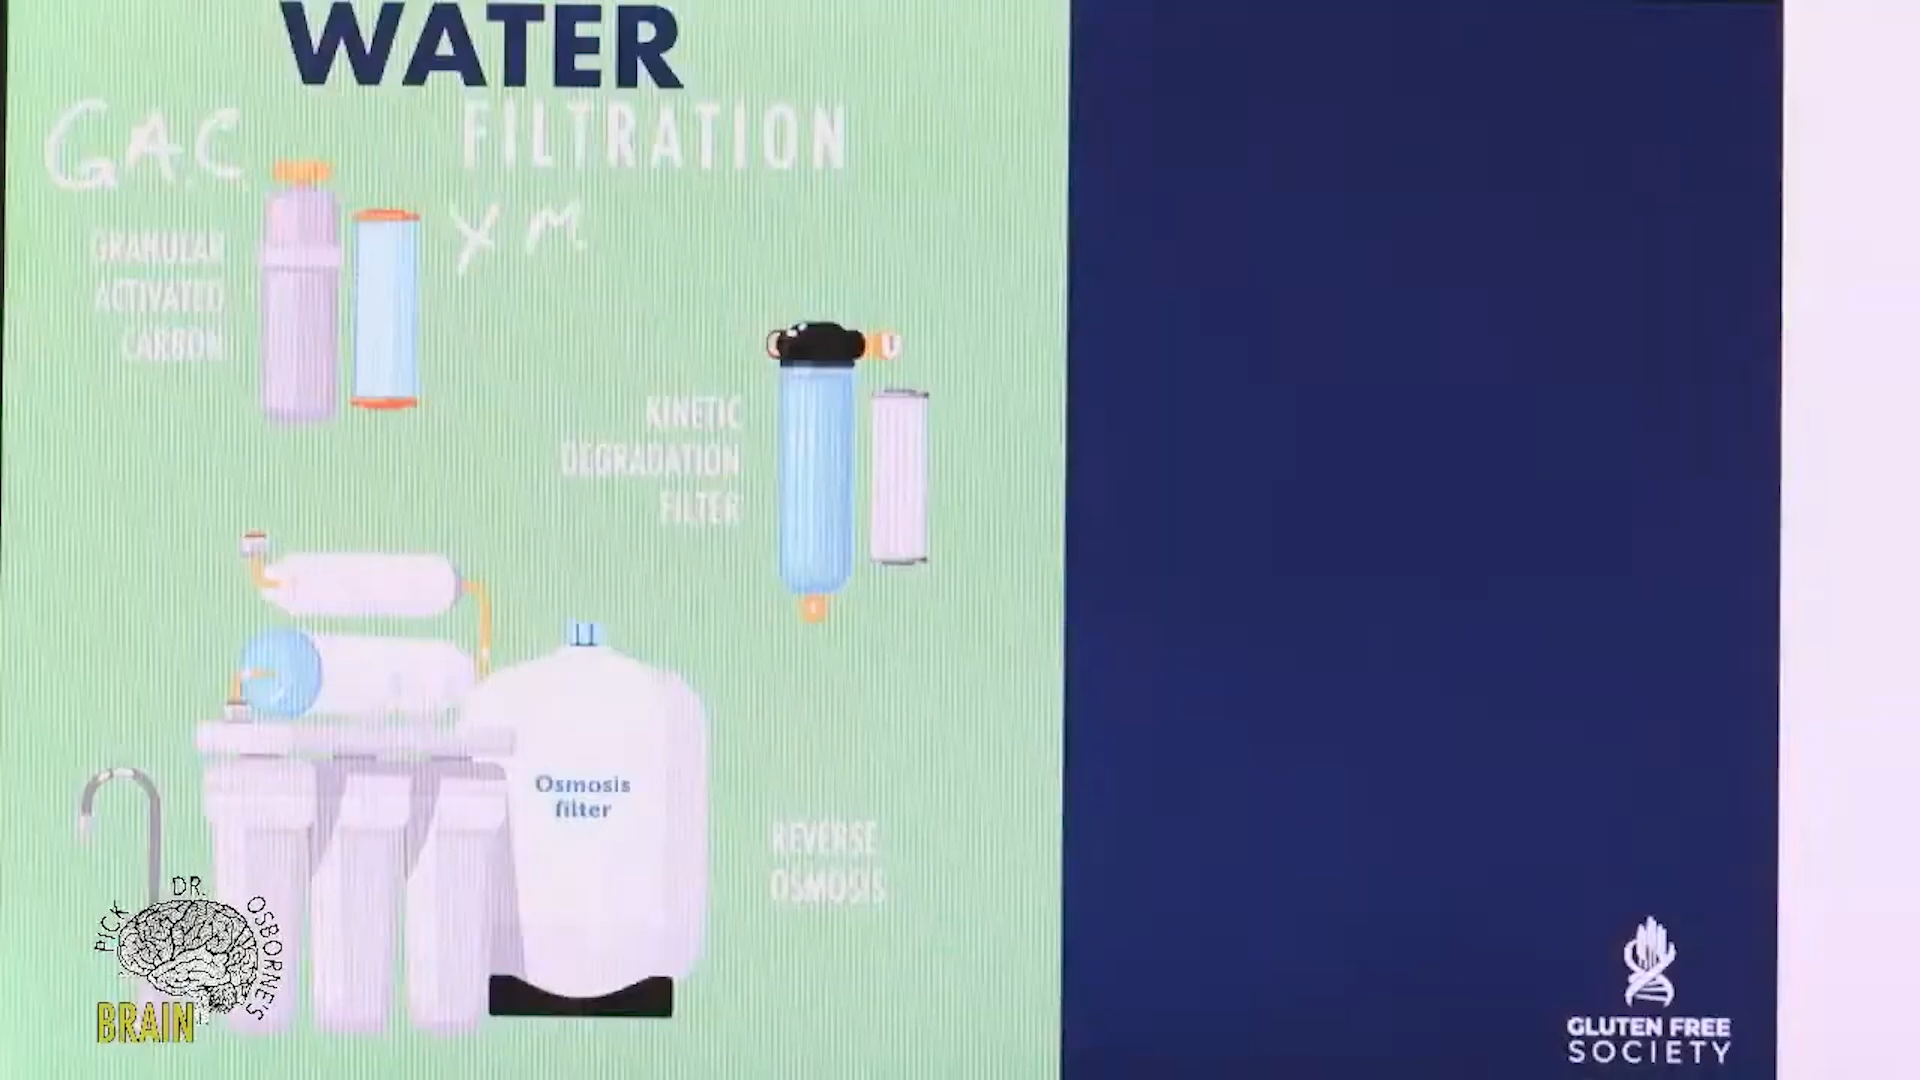 WATER
FILTRATION
GAC
GRANULAR
ACTIVATED
CARBON
KINETIC
DEGRADATION
FILTER
Osmosis
filter
REVERSE
OSMOSIS
PICK DR. OSBORNE'S
BRAIN
GLUTEN FREE
SOCIETY